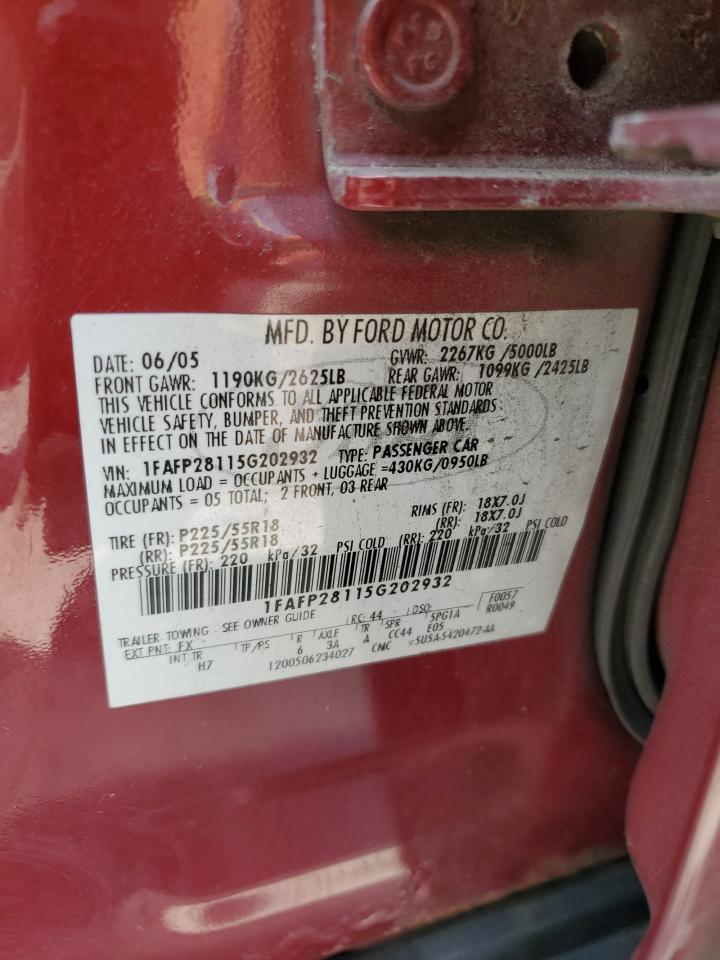 MFD. BY FORD MOTOR CO.
DATE: 06/05 GVWR: 2267KG /5000LB
FRONT GAWR: 1190KG/2625LB REAR GAWR: 1099KG /2425LB
THIS VEHICLE CONFORMS TO ALL APPLICABLE FEDERAL MOTOR
VEHICLE SAFETY, BUMPER, AND THEFT PREVENTION STANDARDS
IN EFFECT ON THE DATE OF MANUFACTURE SHOWN ABOVE.
VIN: 1FAFP28115G202932 TYPE: PASSENGER CAR
MAXIMUM LOAD = OCCUPANTS + LUGGAGE =430KG/0950LB
OCCUPANTS = 05 TOTAL; 2 FRONT, 03 REAR
TIRE (FR): P225/55R18 RIMS (FR): 18X7.0J
(RR): P225/55R18 (RR): 18X7.0J
PRESSURE (FR): 220 kPa/32 PSI COLD (RR): 220 kPa/32 PSI COLD
1FAFP28115G202932
TRAILER TOWING - SEE OWNER GUIDE RC: 44 DSO: F0057
EXT PNT: FX R AXLE TR SPR 5PG1A R0049
INT TR TP/PS 6 3A A CC44 E05
H7 1200506234027 CMC 5U5A-5420472-AA